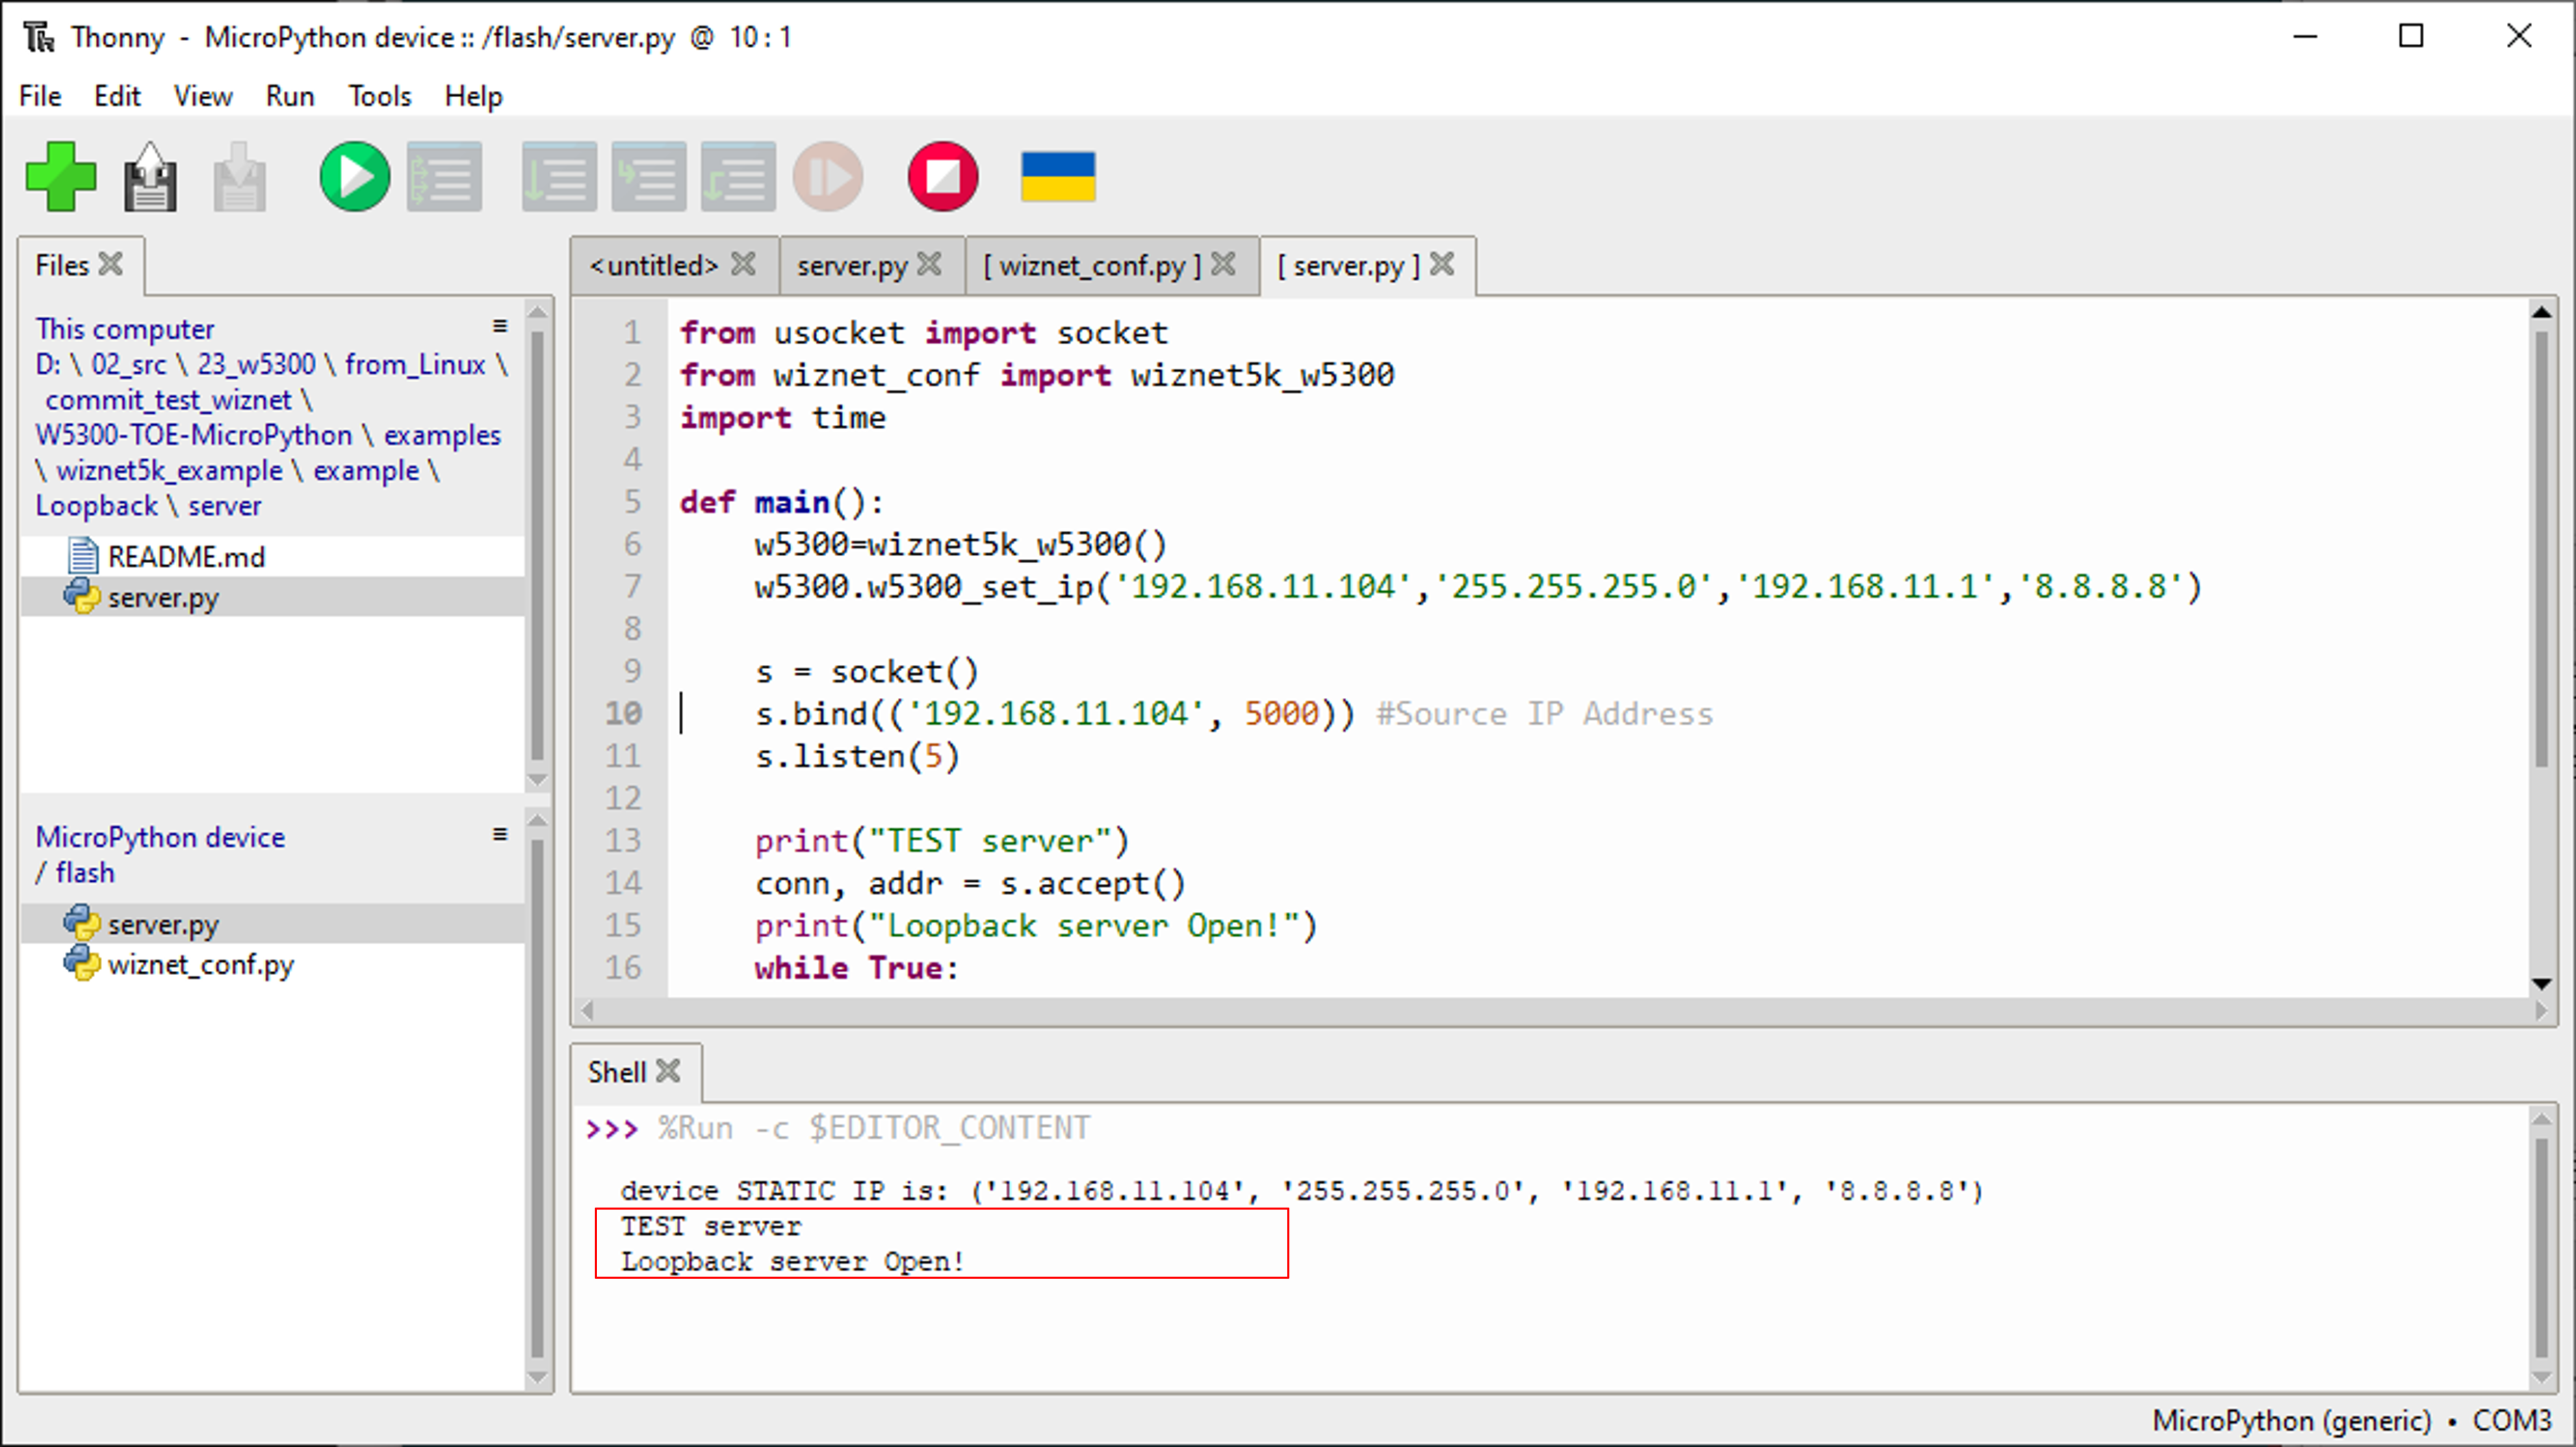 Thonny - MicroPython device :: /flash/server.py @ 10 : 1
File Edit View Run Tools Help
Files
This computer
D: \ 02_src \ 23_w5300 \ from_Linux \
commit_test_wiznet \
W5300-TOE-MicroPython \ examples
\ wiznet5k_example \ example \
Loopback \ server
README.md
server.py
MicroPython device
/ flash
server.py
wiznet_conf.py
<untitled> server.py [ wiznet_conf.py ] [ server.py ]
1 from usocket import socket
2 from wiznet_conf import wiznet5k_w5300
3 import time
4
5 def main():
6     w5300=wiznet5k_w5300()
7     w5300.w5300_set_ip('192.168.11.104','255.255.255.0','192.168.11.1','8.8.8.8')
8
9     s = socket()
10     s.bind(('192.168.11.104', 5000)) #Source IP Address
11     s.listen(5)
12
13     print("TEST server")
14     conn, addr = s.accept()
15     print("Loopback server Open!")
16     while True:
Shell
>>> %Run -c $EDITOR_CONTENT
device STATIC IP is: ('192.168.11.104', '255.255.255.0', '192.168.11.1', '8.8.8.8')
TEST server
Loopback server Open!
MicroPython (generic) • COM3